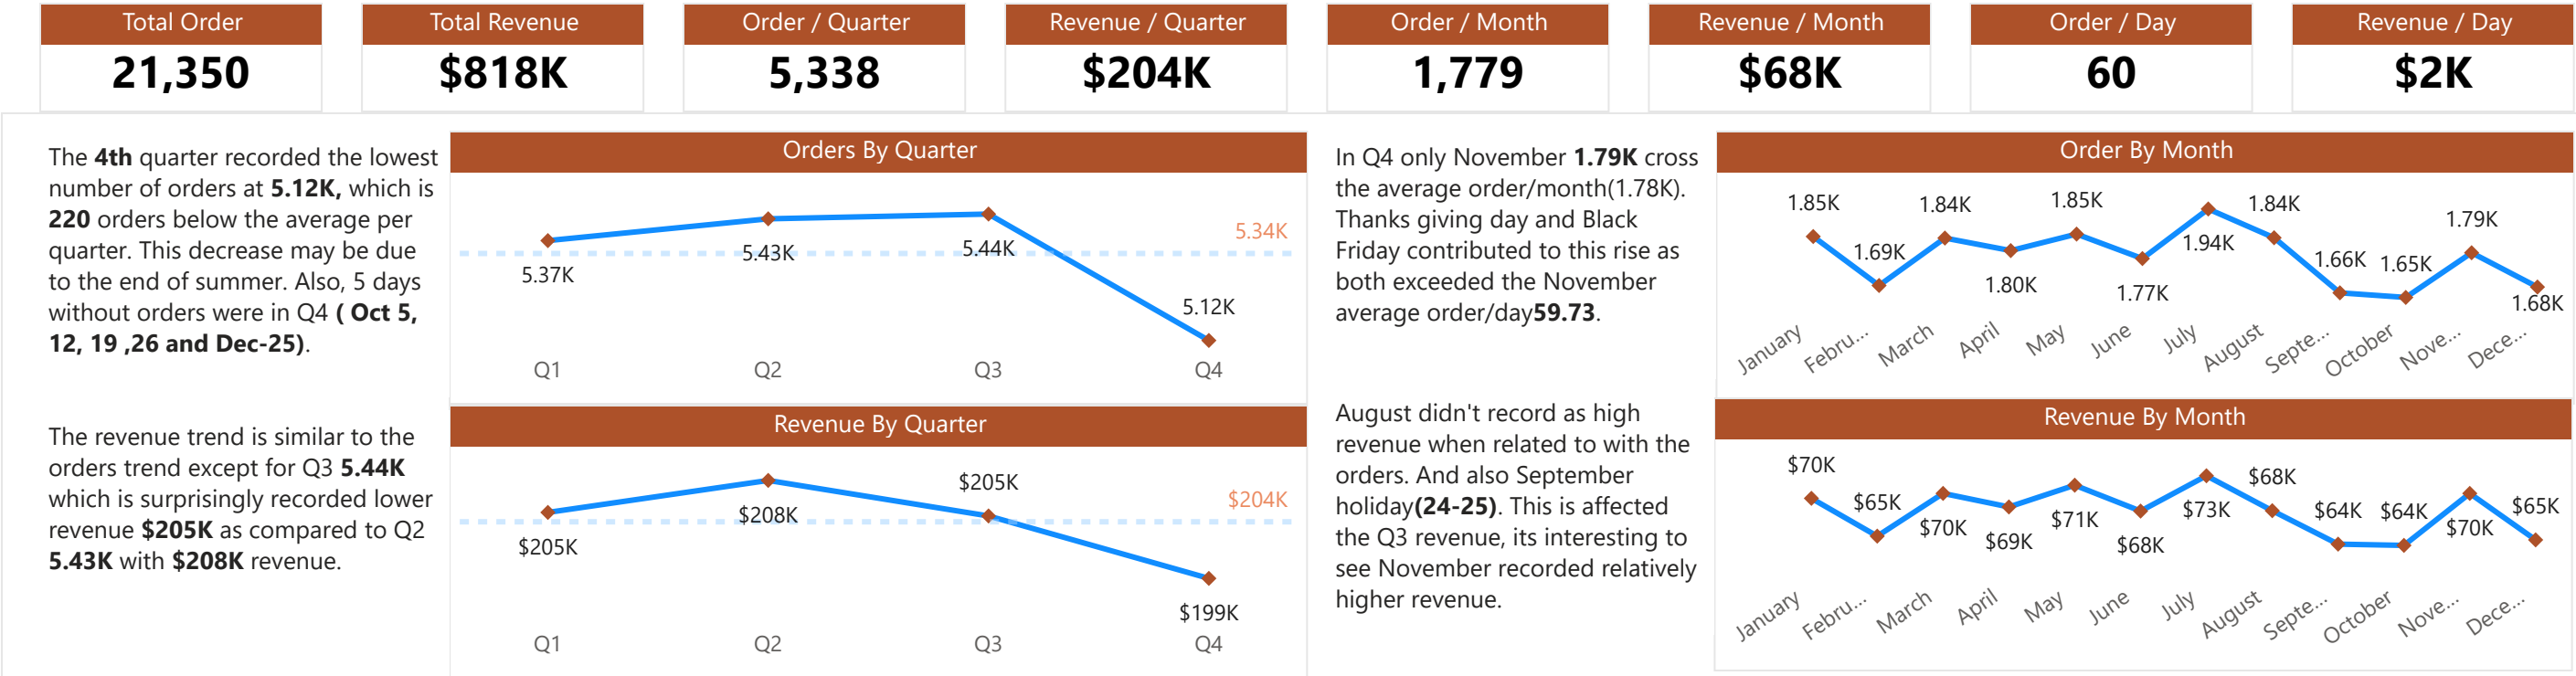 Total Order
21,350
Total Revenue
$818K
Order / Quarter
5,338
Revenue / Quarter
$204K
Order / Month
1,779
Revenue / Month
$68K
Order / Day
60
Revenue / Day
$2K
The 4th quarter recorded the lowest
number of orders at 5.12K, which is
220 orders below the average per
quarter. This decrease may be due
to the end of summer. Also, 5 days
without orders were in Q4 ( Oct 5,
12, 19 ,26 and Dec-25).
Orders By Quarter
5.34K
5.37K
5.43K
5.44K
5.12K
Q1
Q2
Q3
Q4
The revenue trend is similar to the
orders trend except for Q3 5.44K
which is surprisingly recorded lower
revenue $205K as compared to Q2
5.43K with $208K revenue.
Revenue By Quarter
$204K
$205K
$208K
$205K
$199K
Q1
Q2
Q3
Q4
In Q4 only November 1.79K cross
the average order/month(1.78K).
Thanks giving day and Black
Friday contributed to this rise as
both exceeded the November
average order/day59.73.
Order By Month
1.85K
1.69K
1.84K
1.80K
1.85K
1.77K
1.94K
1.84K
1.66K
1.65K
1.79K
1.68K
January
Febru...
March
April
May
June
July
August
Septe...
October
Nove...
Dece...
August didn't record as high
revenue when related to with the
orders. And also September
holiday(24-25). This is affected
the Q3 revenue, its interesting to
see November recorded relatively
higher revenue.
Revenue By Month
$70K
$65K
$70K
$69K
$71K
$68K
$73K
$68K
$64K
$64K
$70K
$65K
January
Febru...
March
April
May
June
July
August
Septe...
October
Nove...
Dece...